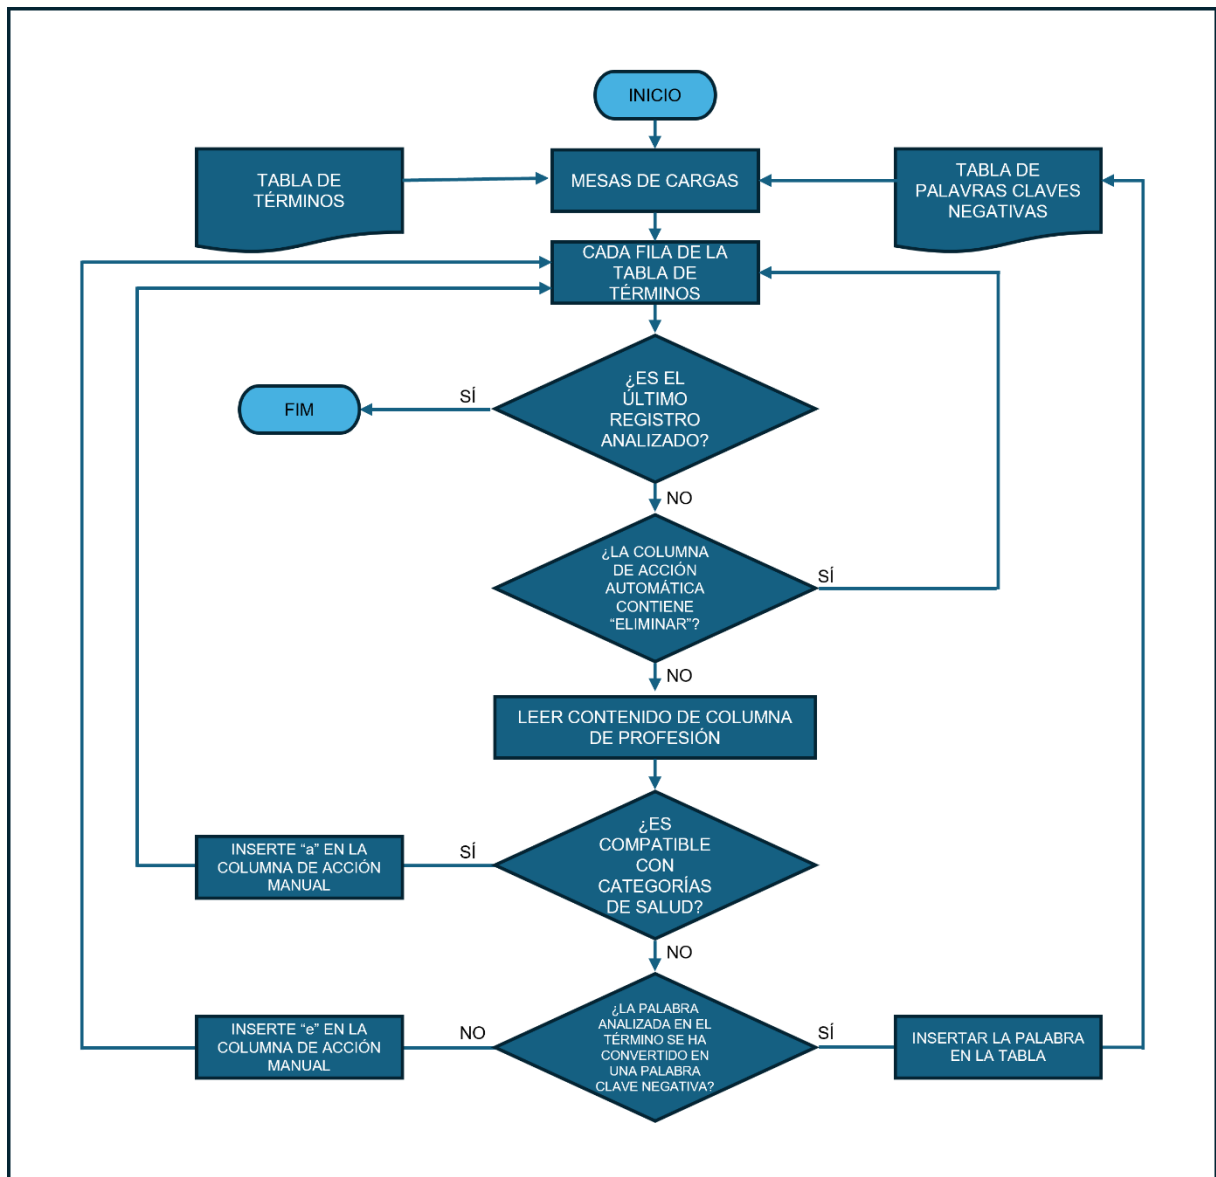 INICIO
TABLA DE
TÉRMINOS
MESAS DE CARGAS
TABLA DE
PALAVRAS CLAVES
NEGATIVAS
CADA FILA DE LA
TABLA DE
TÉRMINOS
¿ES EL
ÚLTIMO
REGISTRO
ANALIZADO?
SÍ
FIM
NO
¿LA COLUMNA
DE ACCIÓN
AUTOMÁTICA
CONTIENE
“ELIMINAR”?
SÍ
NO
LEER CONTENIDO DE COLUMNA
DE PROFESIÓN
¿ES
COMPATIBLE
CON
CATEGORÍAS
DE SALUD?
SÍ
INSERTE “a” EN LA
COLUMNA DE ACCIÓN
MANUAL
NO
¿LA PALABRA
ANALIZADA EN EL
TÉRMINO SE HA
CONVERTIDO EN
UNA PALABRA
CLAVE NEGATIVA?
NO
INSERTE “e” EN LA
COLUMNA DE ACCIÓN
MANUAL
SÍ
INSERTAR LA PALABRA
EN LA TABLA